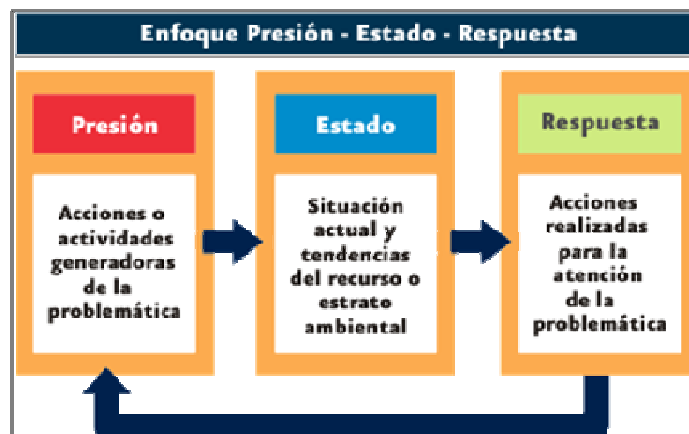 Enfoque Presión - Estado - Respuesta
Presión
Acciones o
actividades
generadoras
de la
problemática
Estado
Situación
actual y
tendencias
del recurso o
estrato
ambiental
Respuesta
Acciones
realizadas
para la
atención
de la
problemática